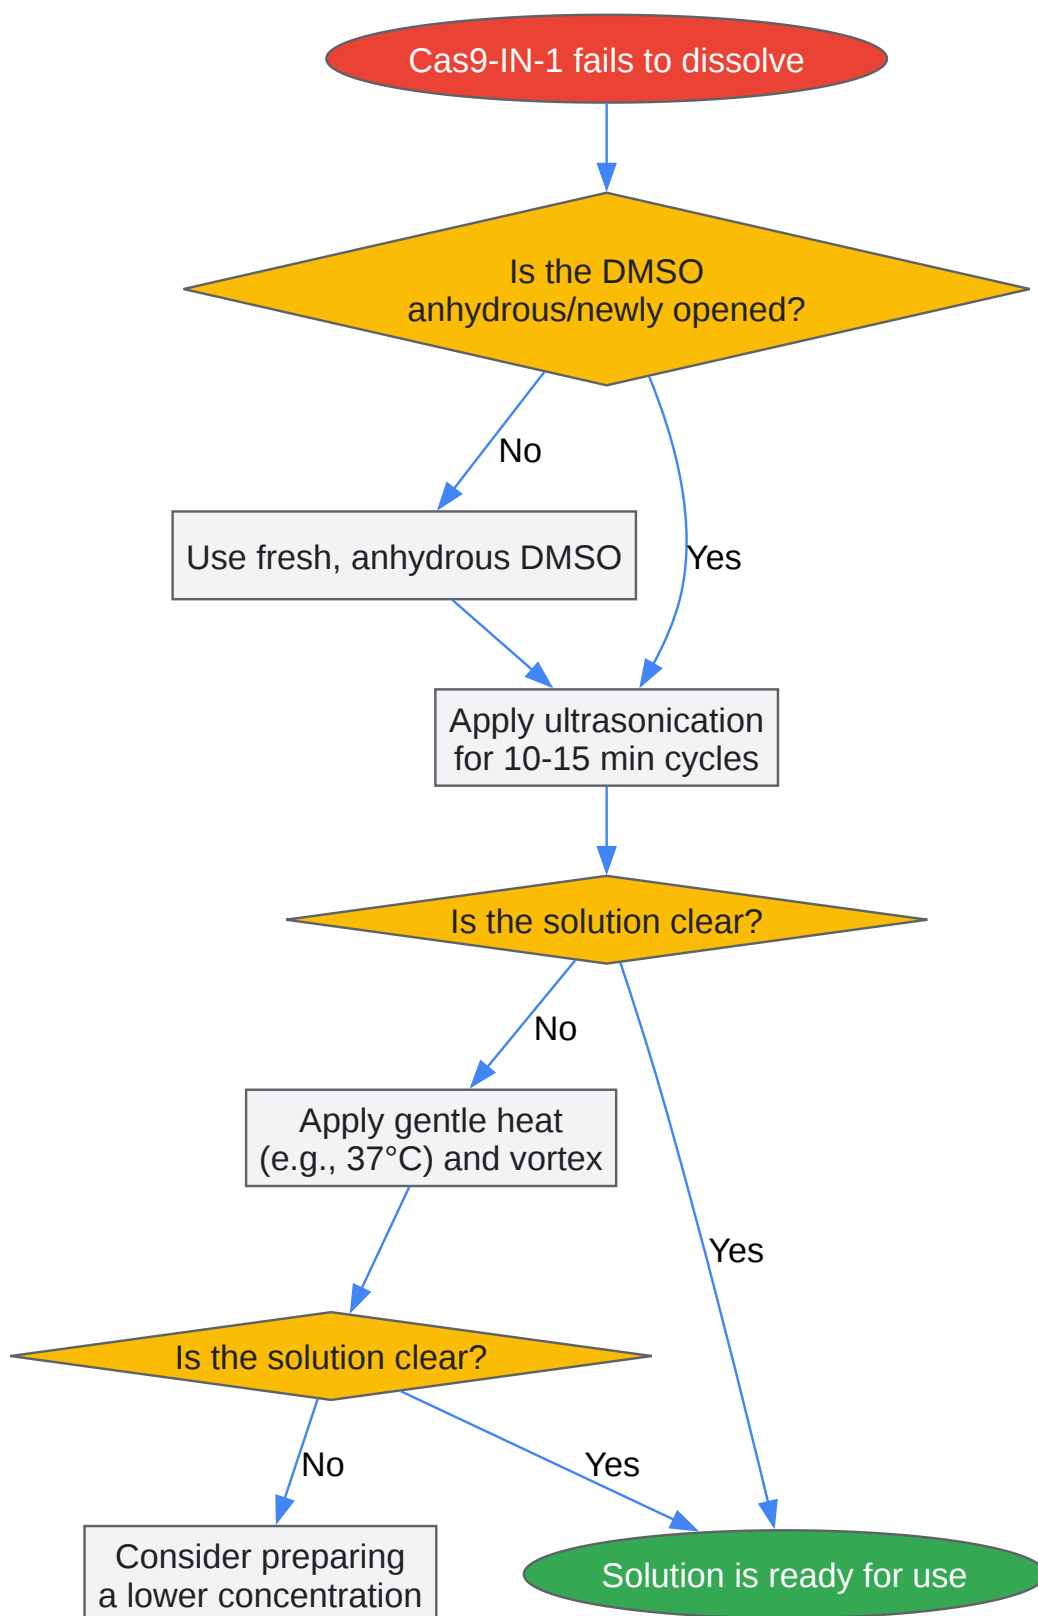 Cas9-IN-1 fails to dissolve
Is the DMSO
anhydrous/newly opened?
No
Use fresh, anhydrous DMSO
Yes
Apply ultrasonication
for 10-15 min cycles
Is the solution clear?
No
Apply gentle heat
(e.g., 37°C) and vortex
Yes
Is the solution clear?
No
Yes
Consider preparing
a lower concentration
Solution is ready for use